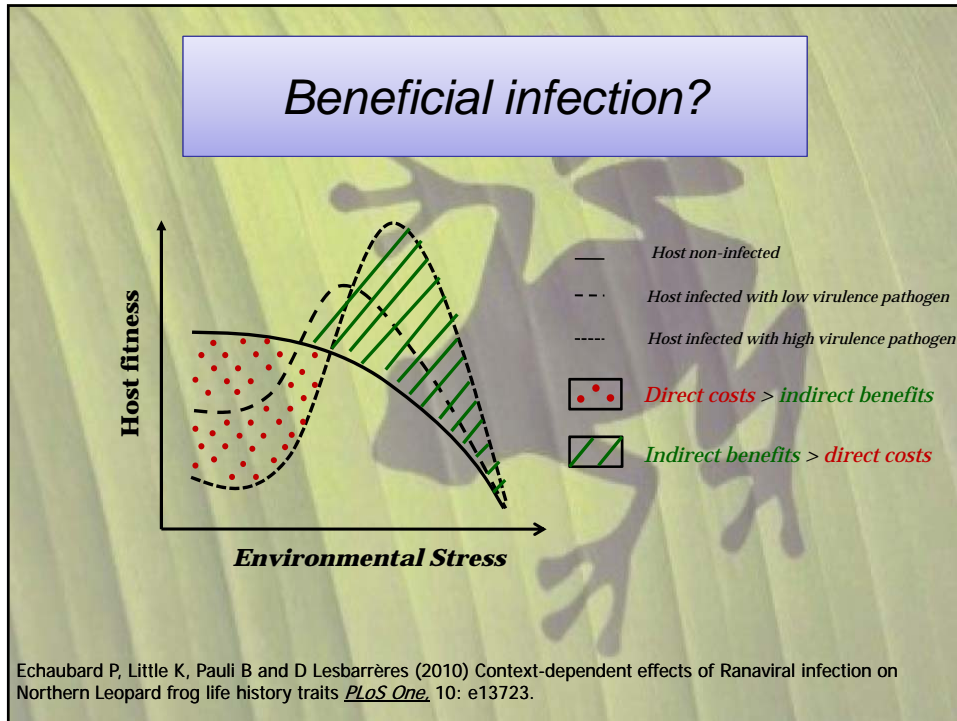 Beneficial infection?
Host fitness
Environmental Stress
Host non-infected
Host infected with low virulence pathogen
Host infected with high virulence pathogen
Direct costs > indirect benefits
Indirect benefits > direct costs
Echaubard P, Little K, Pauli B and D Lesbarrères (2010) Context-dependent effects of Ranaviral infection on
Northern Leopard frog life history traits PLoS One, 10: e13723.